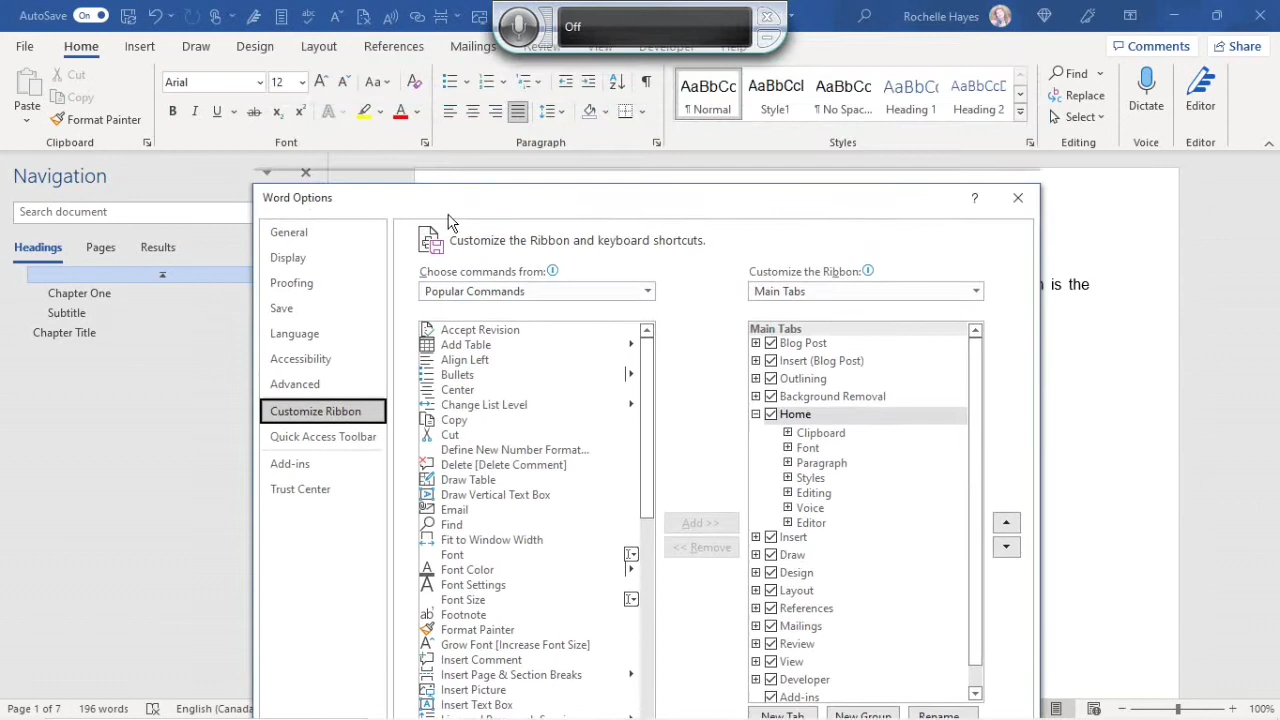 On
Off
Rochelle Hayes
File Home Insert Draw Design Layout References Mailings Review View Developer Comments Share
Paste Cut Copy Format Painter
Arial 12 Aa
B I U ab x₂ x² A A
AaBbCc AaBbCcI AaBbCc AaBbCc AaBbCcD
¶ Normal Style1 ¶ No Spac... Heading 1 Heading 2
Find Replace Select
Dictate Editor
Clipboard Font Paragraph Styles Editing Voice Editor
Navigation
Search document
Headings Pages Results
Chapter One
Subtitle
Chapter Title
is the
Word Options
?
General
Display
Proofing
Save
Language
Accessibility
Advanced
Customize Ribbon
Quick Access Toolbar
Add-ins
Trust Center
Customize the Ribbon and keyboard shortcuts.
Choose commands from:
Popular Commands
Accept Revision
Add Table
Align Left
Bullets
Center
Change List Level
Copy
Cut
Define New Number Format...
Delete [Delete Comment]
Draw Table
Draw Vertical Text Box
Email
Find
Fit to Window Width
Font
Font Color
Font Settings
Font Size
Footnote
Format Painter
Grow Font [Increase Font Size]
Insert Comment
Insert Page & Section Breaks
Insert Picture
Insert Text Box
Add >>
<< Remove
Customize the Ribbon:
Main Tabs
Main Tabs
Blog Post
Insert (Blog Post)
Outlining
Background Removal
Home
Clipboard
Font
Paragraph
Styles
Editing
Voice
Editor
Insert
Draw
Design
Layout
References
Mailings
Review
View
Developer
Add-ins
New Tab New Group Rename...
Page 1 of 7 196 words English (Canada 100%